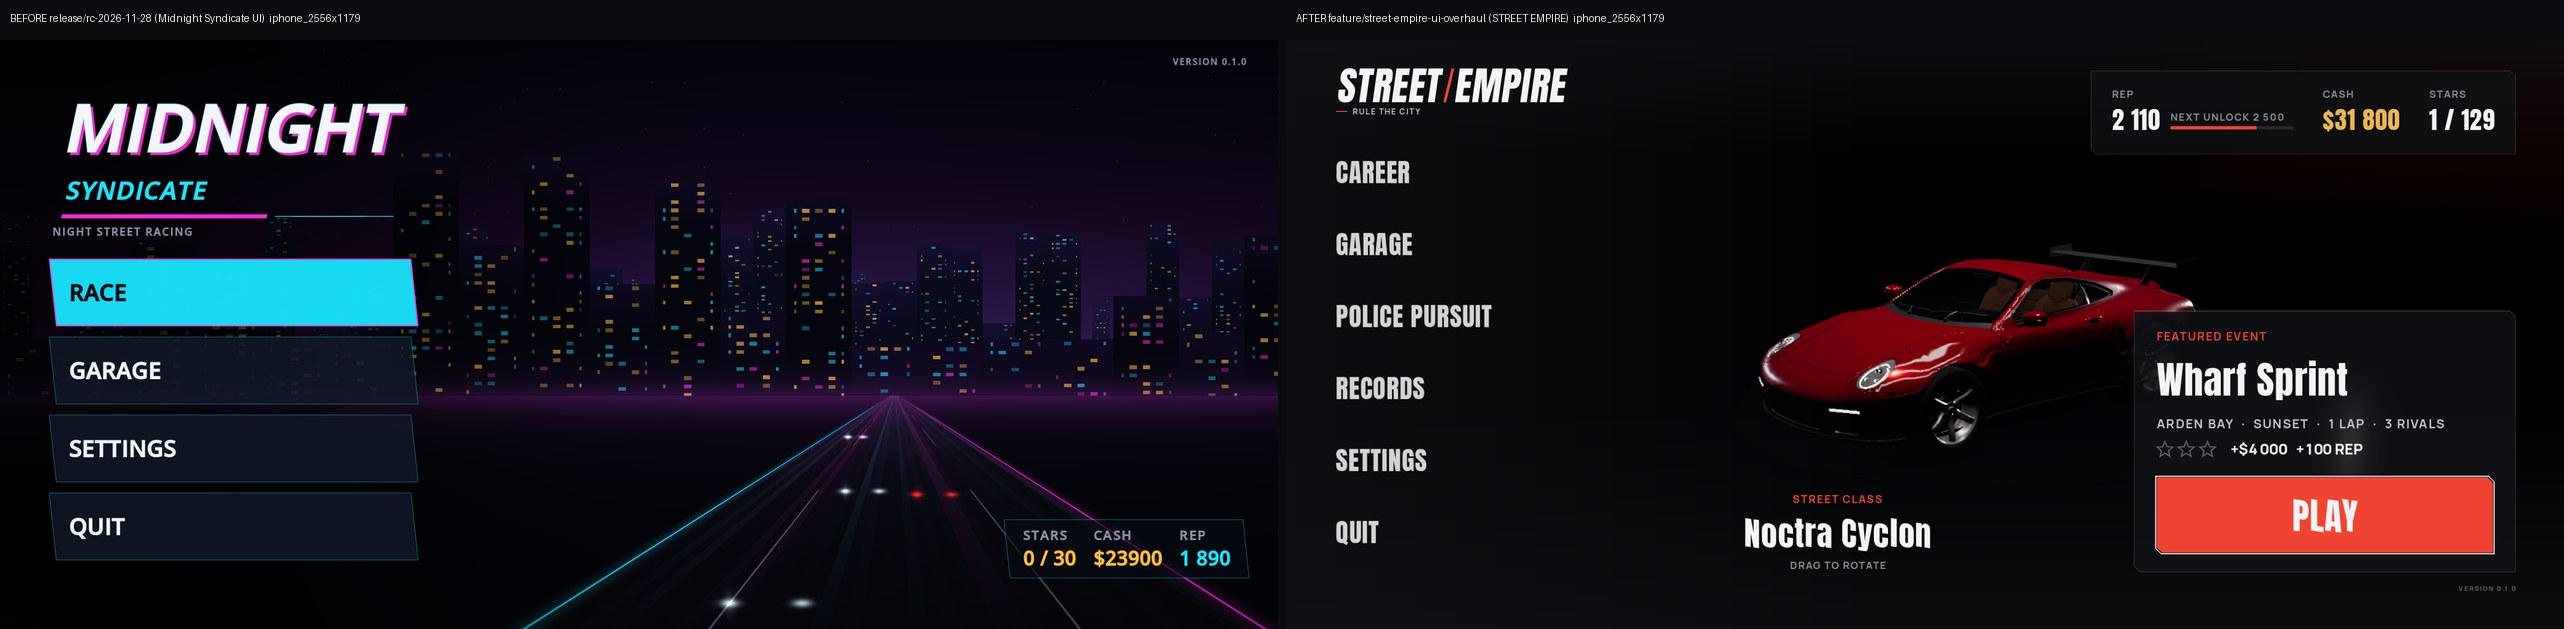 BEFORE release/rc-2026-11-28 (Midnight Syndicate UI) iphone_2556x1179
VERSION 0.1.0
MIDNIGHT
SYNDICATE
NIGHT STREET RACING
RACE
GARAGE
SETTINGS
QUIT
STARS CASH REP
0 / 30 $23900 1 890
AFTER feature/street-empire-ui-overhaul (STREET EMPIRE) iphone_2556x1179
STREET/EMPIRE
RULE THE CITY
REP CASH STARS
2 110 NEXT UNLOCK 2 500 $31 800 1 / 129
CAREER
GARAGE
POLICE PURSUIT
RECORDS
SETTINGS
QUIT
STREET CLASS
Noctra Cyclon
DRAG TO ROTATE
FEATURED EVENT
Wharf Sprint
ARDEN BAY · SUNSET · 1 LAP · 3 RIVALS
+$4 000 +100 REP
PLAY
VERSION 0.1.0